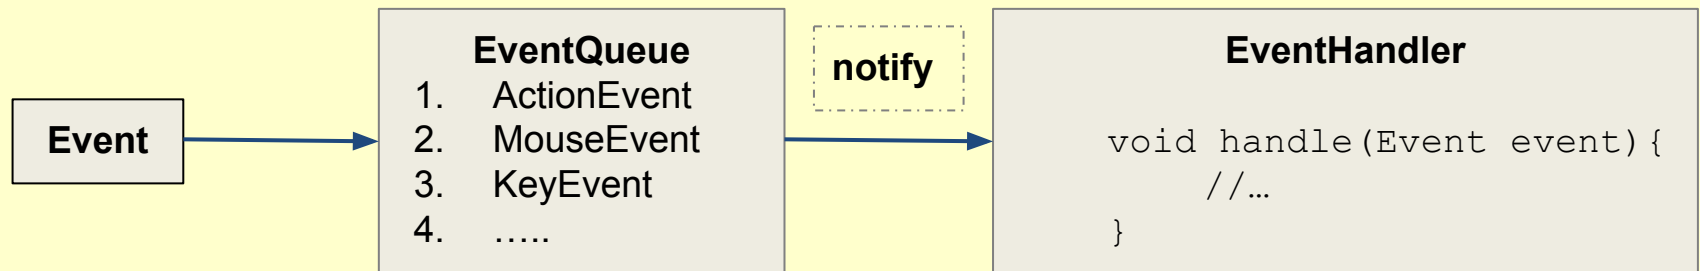 Event
EventQueue
1. ActionEvent
2. MouseEvent
3. KeyEvent
4. …..
notify
EventHandler
void handle(Event event){
//…
}